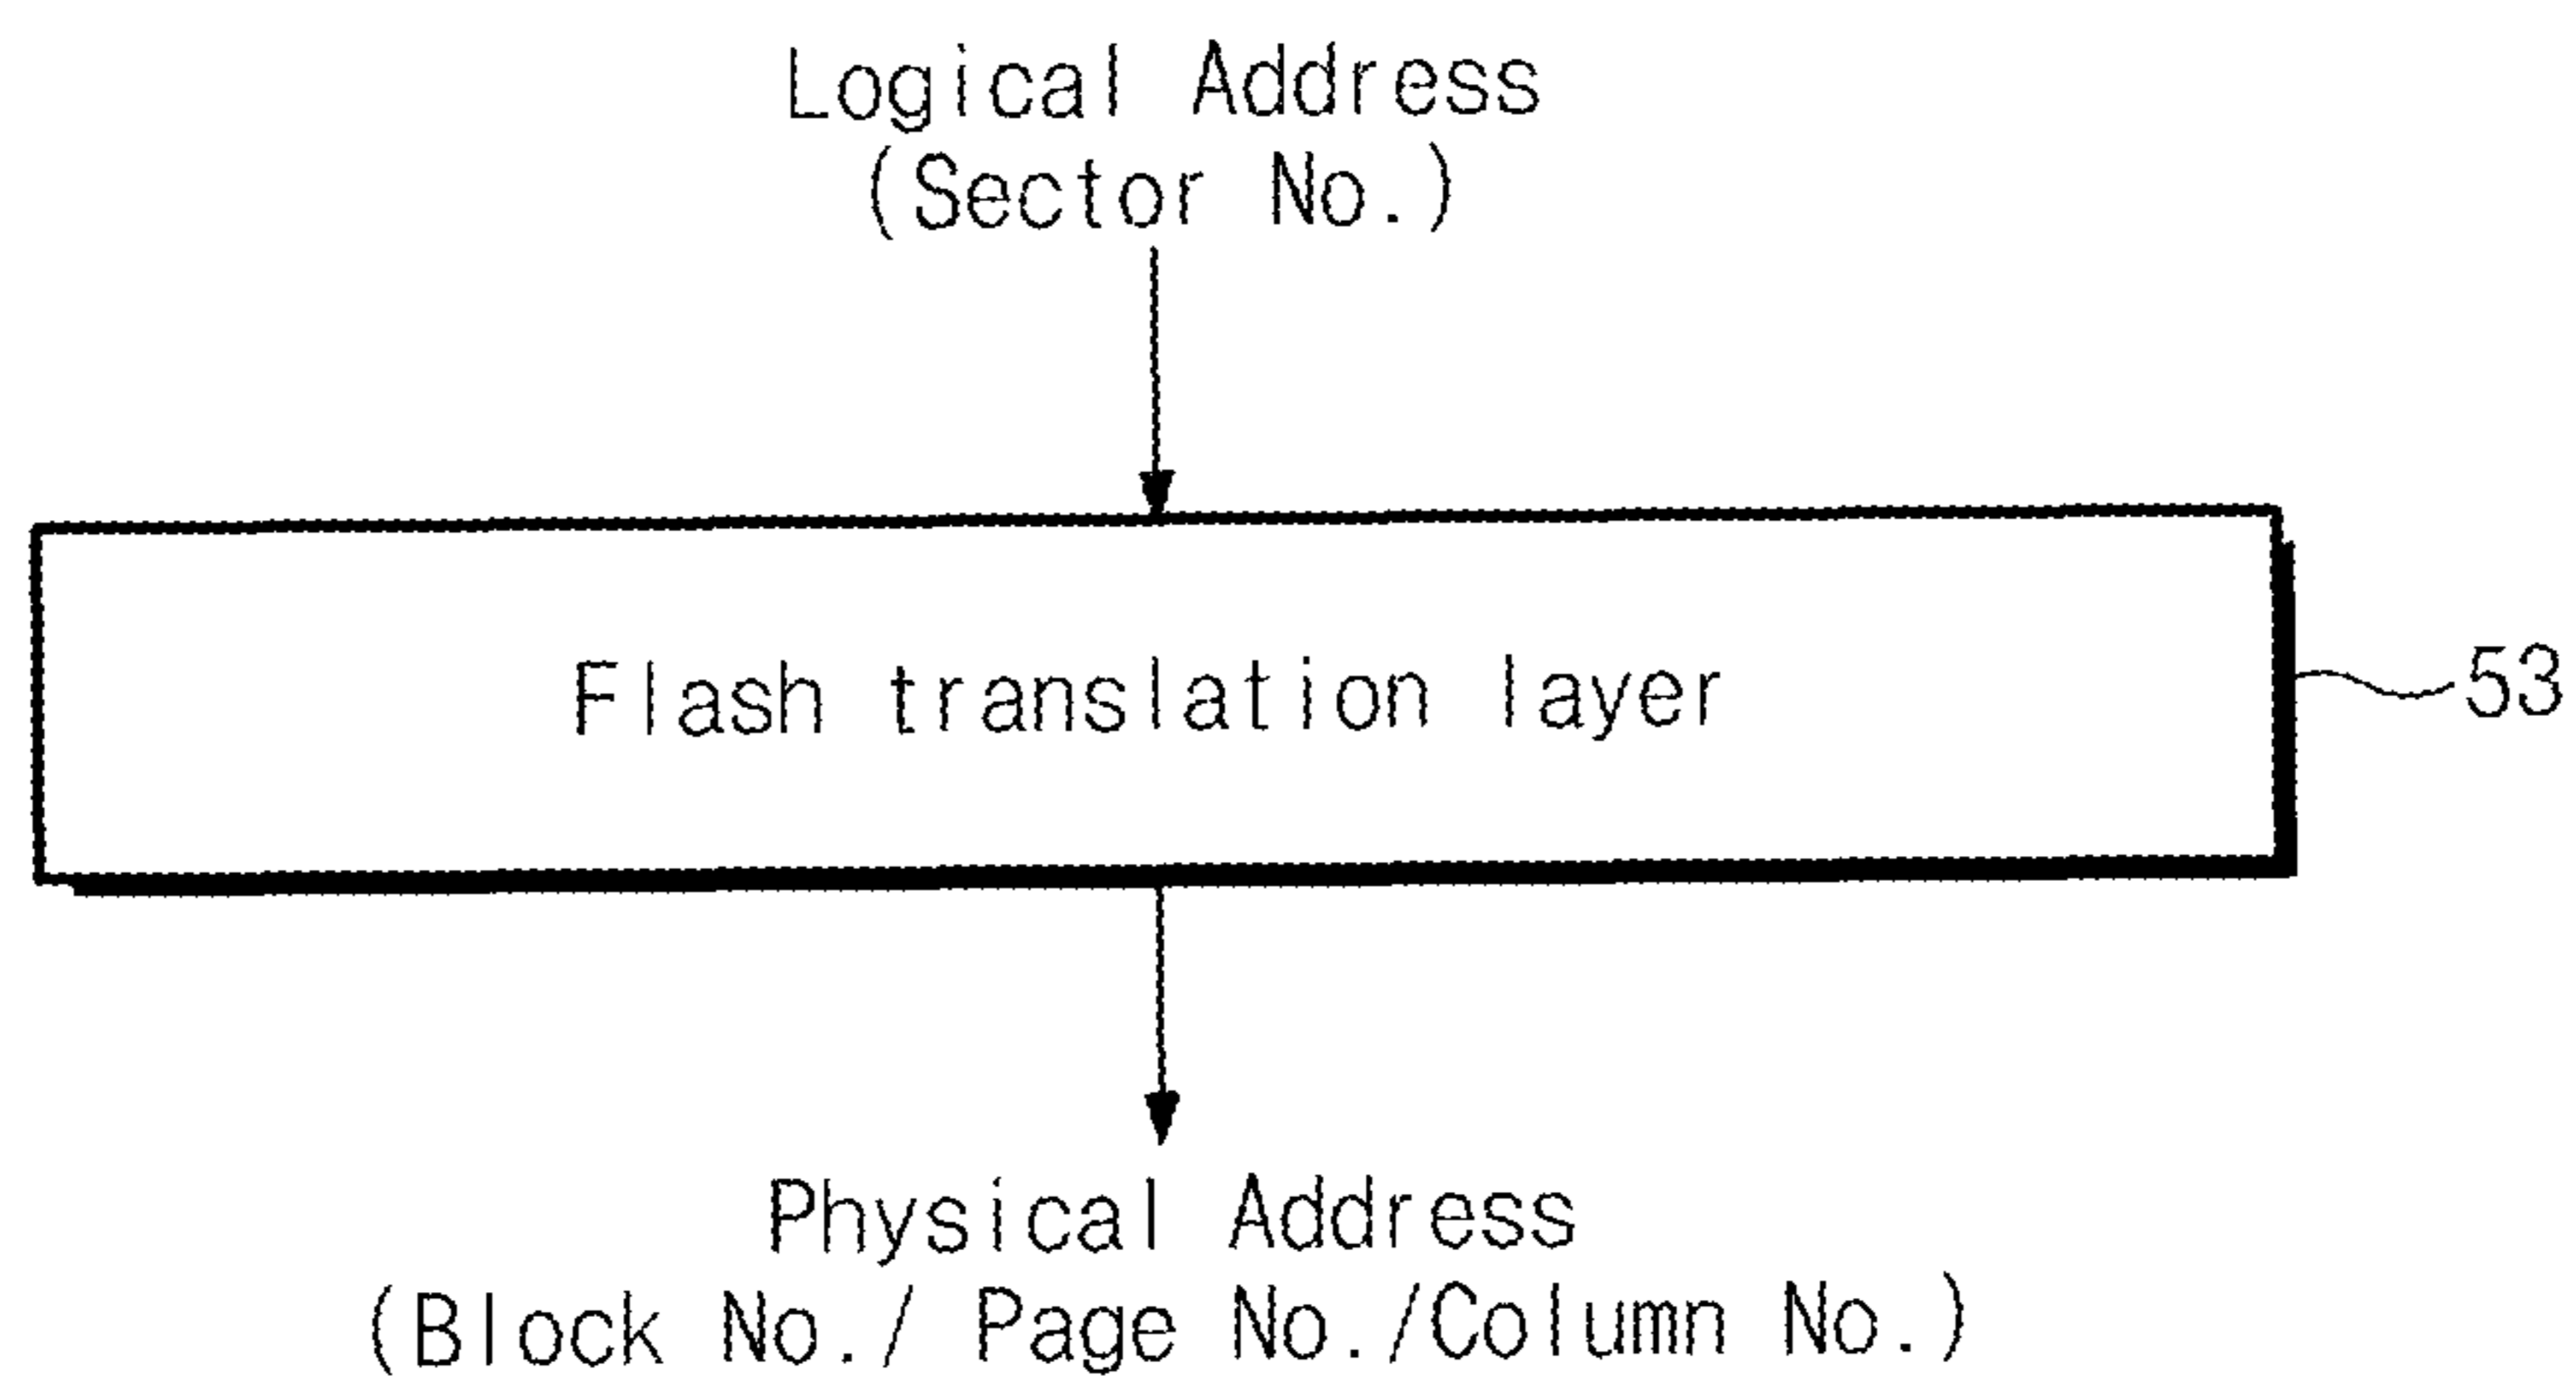 Logical Address
(Sector No.)
Flash translation layer
53
Physical Address
(Block No./ Page No./Column No.)